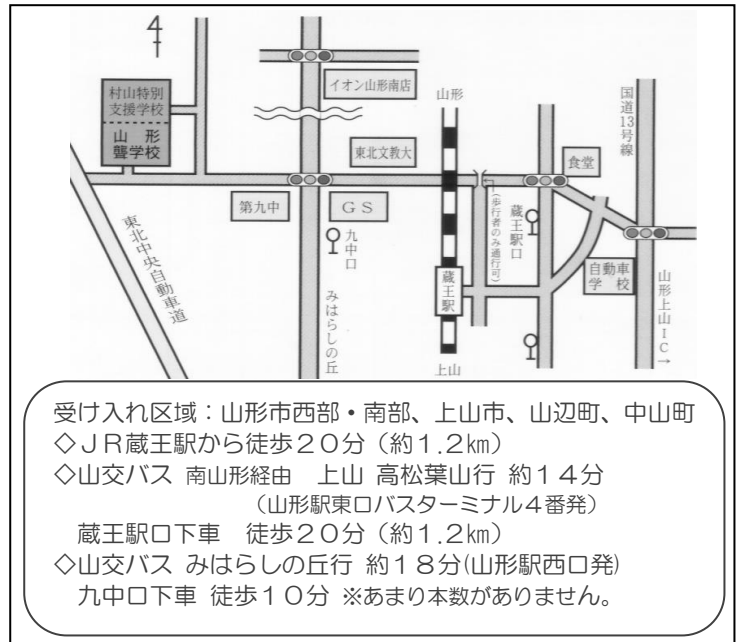 4
イオン山形南店
山形
国道13号線
村山特別
支援学校
山形
聾学校
東北文教大
食堂
第九中
GS
(歩行者のみ通行可)
蔵王駅口
九中口
東北中央自動車道
みはらしの丘
蔵王駅
自動車
学校
山形上山IC→
上山
受け入れ区域：山形市西部・南部、上山市、山辺町、中山町
◇ＪＲ蔵王駅から徒歩２０分（約１.２㎞）
◇山交バス 南山形経由　上山 高松葉山行 約１４分
（山形駅東口バスターミナル４番発）
蔵王駅口下車　徒歩２０分（約１.２㎞）
◇山交バス みはらしの丘行 約１８分(山形駅西口発)
九中口下車 徒歩１０分 ※あまり本数がありません。